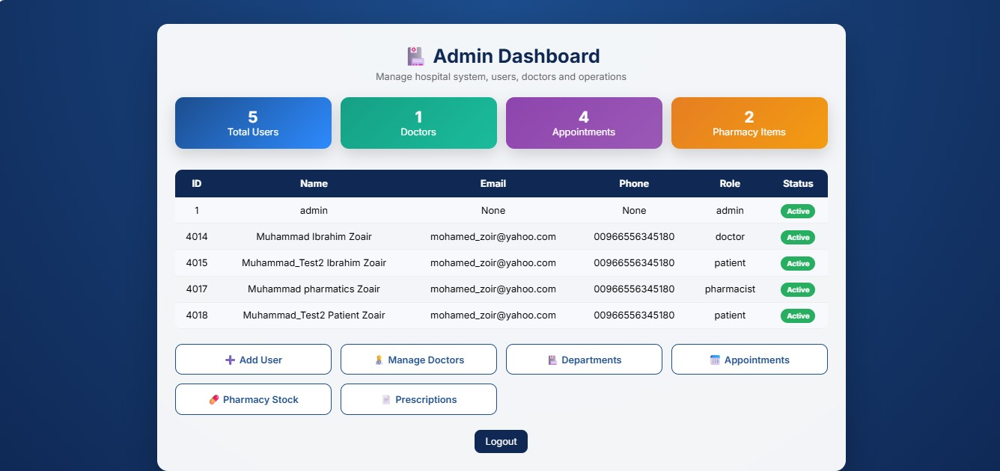 Admin Dashboard
Manage hospital system, users, doctors and operations
5
Total Users
1
Doctors
4
Appointments
2
Pharmacy Items
ID Name Email Phone Role Status
1 admin None None admin Active
4014 Muhammad Ibrahim Zoair mohamed_zoir@yahoo.com 00966556345180 doctor Active
4015 Muhammad_Test2 Ibrahim Zoair mohamed_zoir@yahoo.com 00966556345180 patient Active
4017 Muhammad pharmatics Zoair mohamed_zoir@yahoo.com 00966556345180 pharmacist Active
4018 Muhammad_Test2 Patient Zoair mohamed_zoir@yahoo.com 00966556345180 patient Active
Add User Manage Doctors Departments Appointments
Pharmacy Stock Prescriptions
Logout